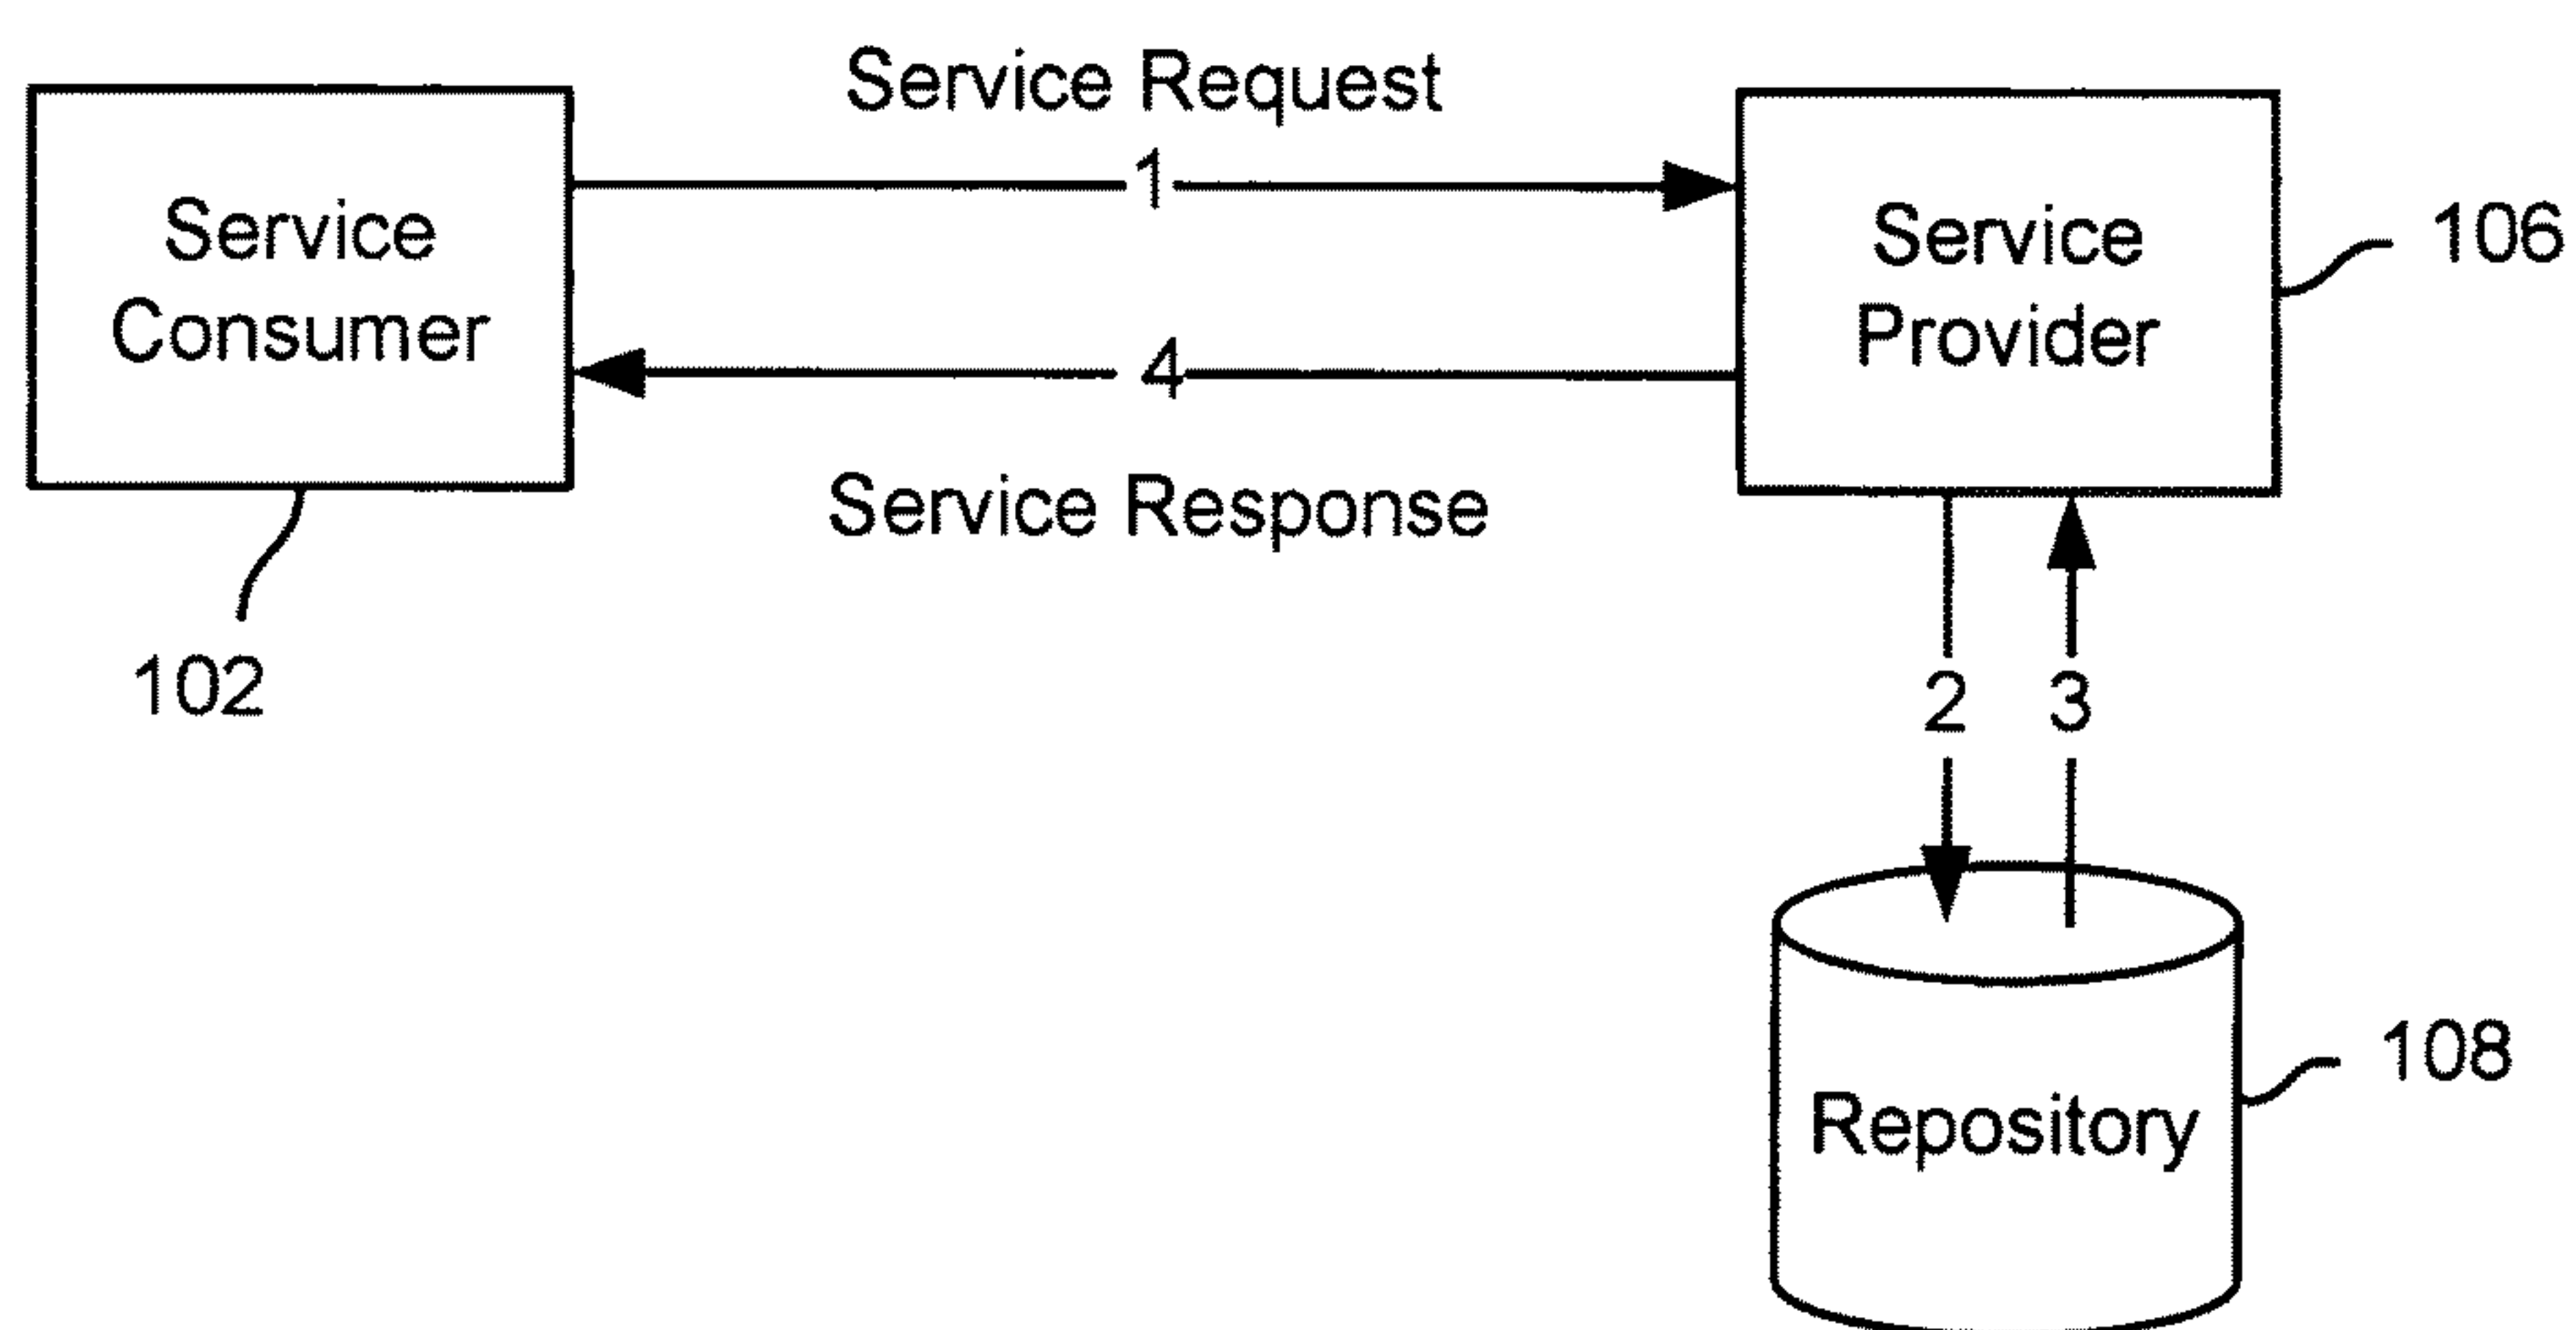 Service Request
1
Service
Consumer
Service
Provider
106
4
Service Response
102
2 3
108
Repository